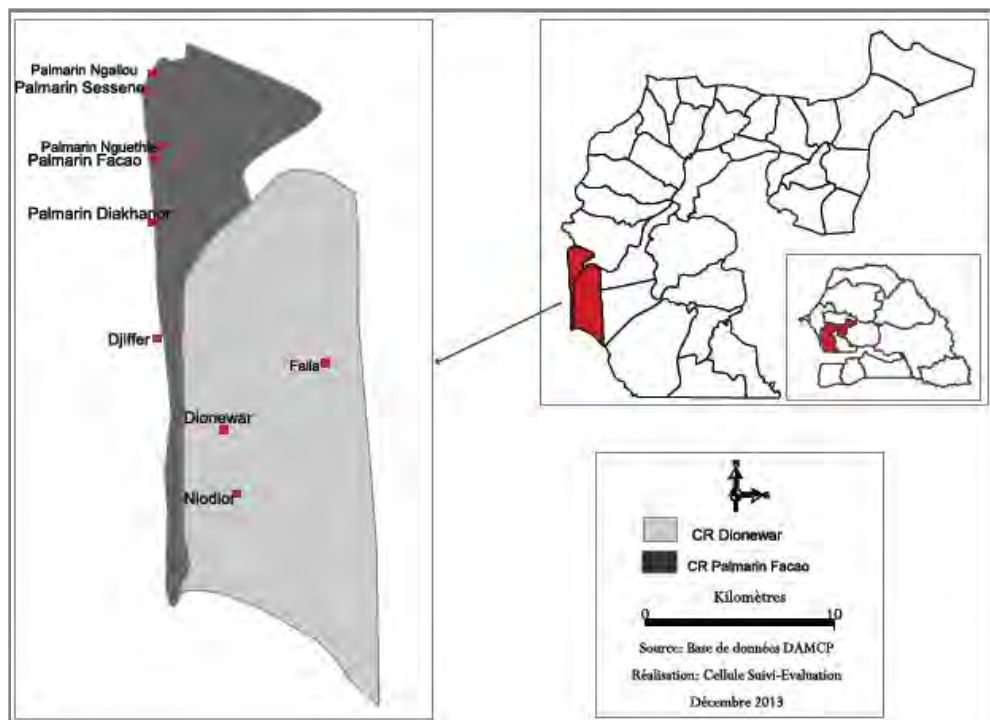 Palmarin Ngallou
Palmarin Sessene
Palmarin Nguethie
Palmarin Facao
Palmarin Diakhanor
Djiffer
Falia
Dionewar
Niodior
CR Dionewar
CR Palmarin Facao
Kilomètres
0 10
Source: Base de données DAMCP
Réalisation: Cellule Suivi-Evaluation
Décembre 2013